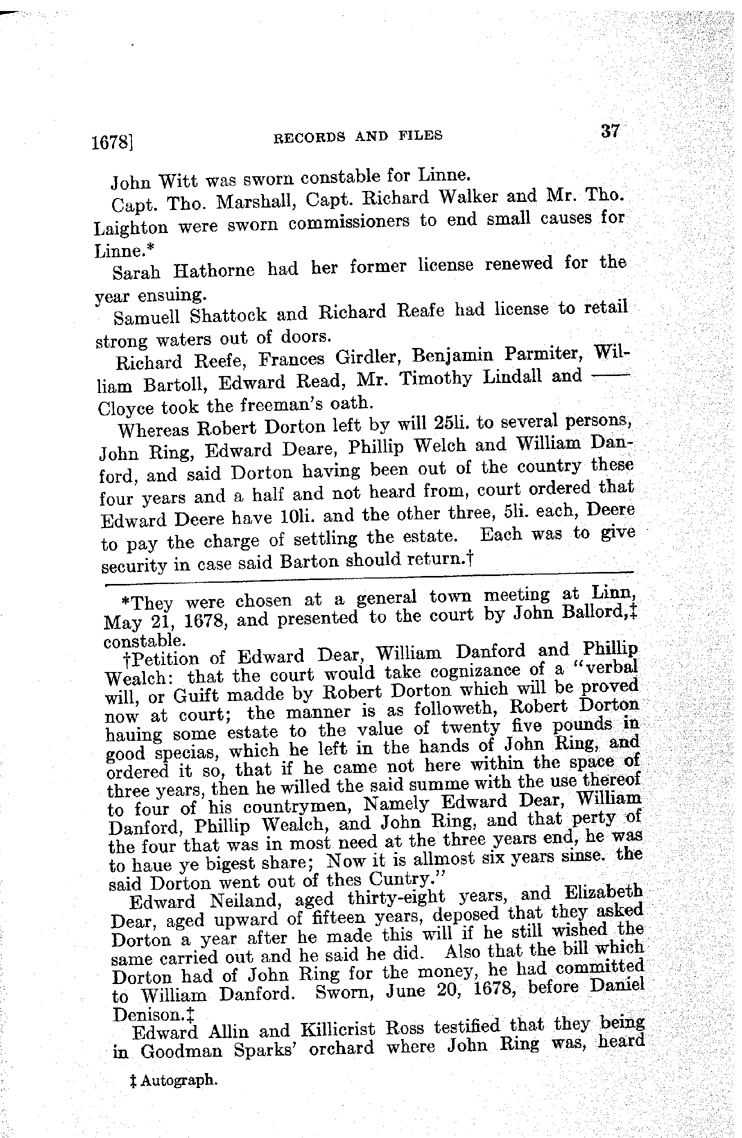 1678] RECORDS AND FILES 37
John Witt was sworn constable for Linne.
Capt. Tho. Marshall, Capt. Richard Walker and Mr. Tho.
Laighton were sworn commissioners to end small causes for
Linne.*
Sarah Hathorne had her former license renewed for the
year ensuing.
Samuell Shattock and Richard Reafe had license to retail
strong waters out of doors.
Richard Reefe, Frances Girdler, Benjamin Parmiter, Wil-
liam Bartoll, Edward Read, Mr. Timothy Lindall and ——
Cloyce took the freeman's oath.
Whereas Robert Dorton left by will 25li. to several persons,
John Ring, Edward Deare, Phillip Welch and William Dan-
ford, and said Dorton having been out of the country these
four years and a half and not heard from, court ordered that
Edward Deere have 10li. and the other three, 5li. each, Deere
to pay the charge of settling the estate. Each was to give
security in case said Barton should return.†
*They were chosen at a general town meeting at Linn,
May 21, 1678, and presented to the court by John Ballord,‡
constable.
†Petition of Edward Dear, William Danford and Phillip
Wealch: that the court would take cognizance of a "verbal
will, or Guift madde by Robert Dorton which will be proved
now at court; the manner is as followeth, Robert Dorton
hauing some estate to the value of twenty five pounds in
good specias, which he left in the hands of John Ring, and
ordered it so, that if he came not here within the space of
three years, then he willed the said summe with the use thereof
to four of his countrymen, Namely Edward Dear, William
Danford, Phillip Wealch, and John Ring, and that perty of
the four that was in most need at the three years end, he was
to haue ye bigest share; Now it is allmost six years sinse. the
said Dorton went out of thes Cuntry."
Edward Neiland, aged thirty-eight years, and Elizabeth
Dear, aged upward of fifteen years, deposed that they asked
Dorton a year after he made this will if he still wished the
same carried out and he said he did. Also that the bill which
Dorton had of John Ring for the money, he had committed
to William Danford. Sworn, June 20, 1678, before Daniel
Denison.‡
Edward Allin and Killicrist Ross testified that they being
in Goodman Sparks' orchard where John Ring was, heard
‡ Autograph.